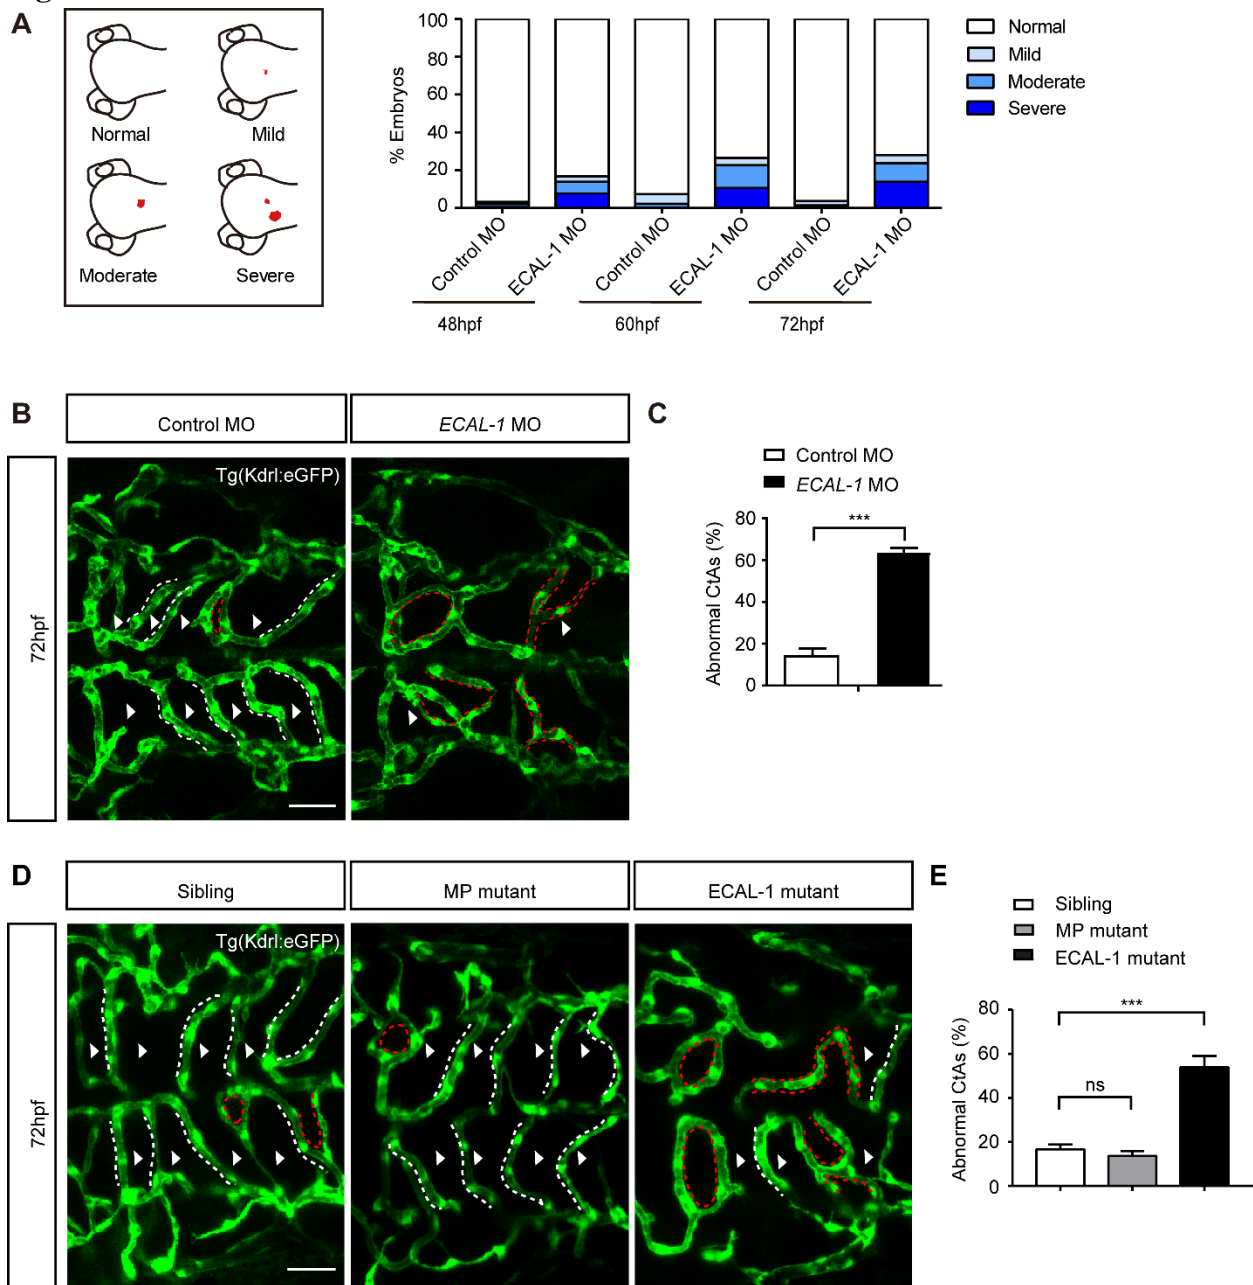 A
Normal
Mild
Moderate
Severe
% Embryos
100
80
60
40
20
0
Control MO
ECAL-1 MO
Control MO
ECAL-1 MO
Control MO
ECAL-1 MO
48hpf
60hpf
72hpf
Normal
Mild
Moderate
Severe
B
Control MO
ECAL-1 MO
72hpf
Tg(Kdrl:eGFP)
C
Control MO
ECAL-1 MO
Abnormal CtAs (%)
80
60
40
20
0
***
D
Sibling
MP mutant
ECAL-1 mutant
72hpf
Tg(Kdrl:eGFP)
E
Sibling
MP mutant
ECAL-1 mutant
Abnormal CtAs (%)
80
60
40
20
0
***
ns